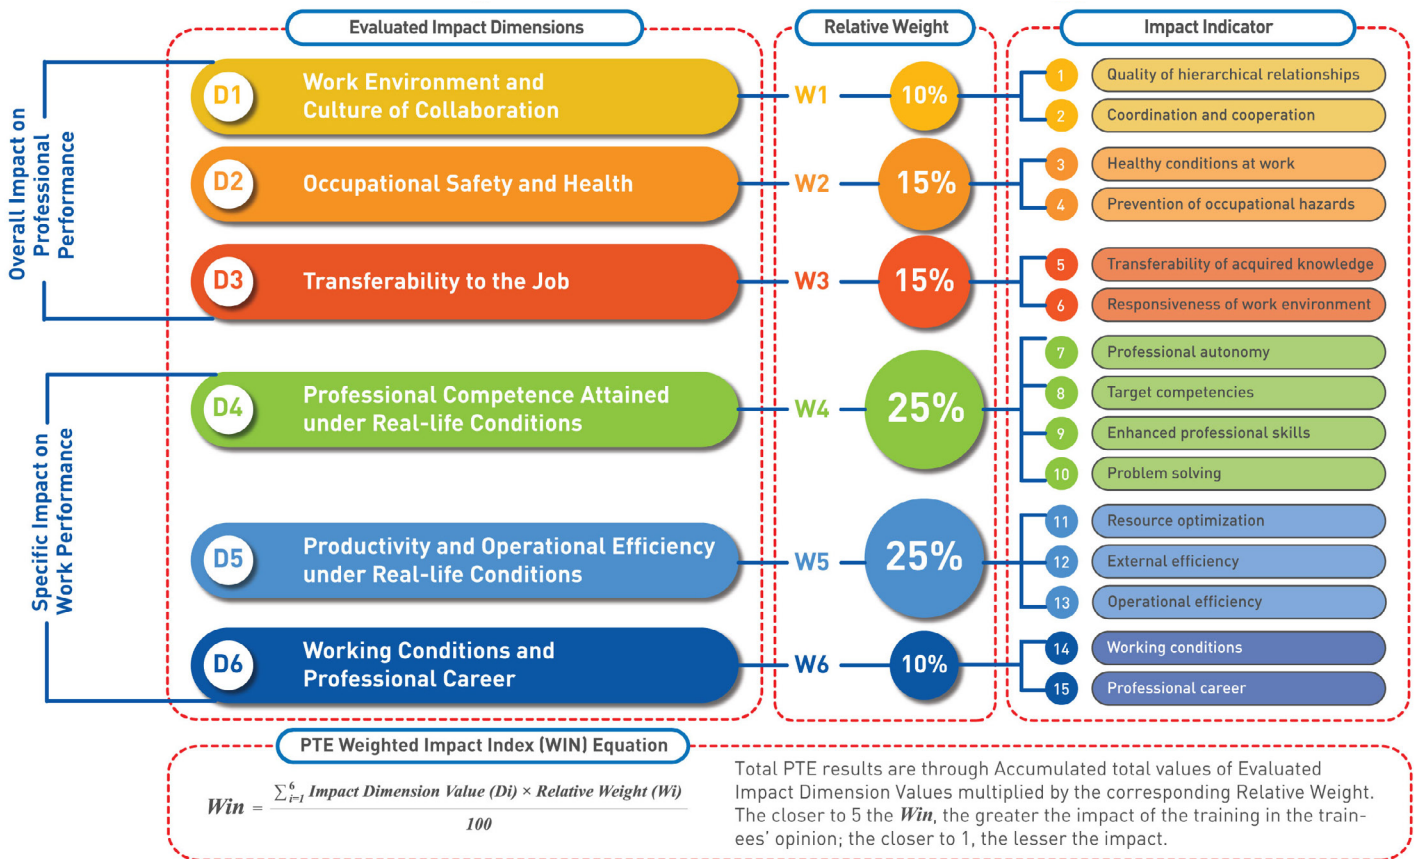 Evaluated Impact Dimensions
Relative Weight
Impact Indicator
Overall Impact on
Professional
Performance
D1
Work Environment and
Culture of Collaboration
W1
10%
1
Quality of hierarchical relationships
2
Coordination and cooperation
D2
Occupational Safety and Health
W2
15%
3
Healthy conditions at work
4
Prevention of occupational hazards
D3
Transferability to the Job
W3
15%
5
Transferability of acquired knowledge
6
Responsiveness of work environment
Specific Impact on
Work Performance
D4
Professional Competence Attained
under Real-life Conditions
W4
25%
7
Professional autonomy
8
Target competencies
9
Enhanced professional skills
10
Problem solving
D5
Productivity and Operational Efficiency
under Real-life Conditions
W5
25%
11
Resource optimization
12
External efficiency
13
Operational efficiency
D6
Working Conditions and
Professional Career
W6
10%
14
Working conditions
15
Professional career
PTE Weighted Impact Index (WIN) Equation
Win = ∑⁶ᵢ₌₁ Impact Dimension Value (Di) × Relative Weight (Wi)
100
Total PTE results are through Accumulated total values of Evaluated
Impact Dimension Values multiplied by the corresponding Relative Weight.
The closer to 5 the Win, the greater the impact of the training in the train-
ees’ opinion; the closer to 1, the lesser the impact.